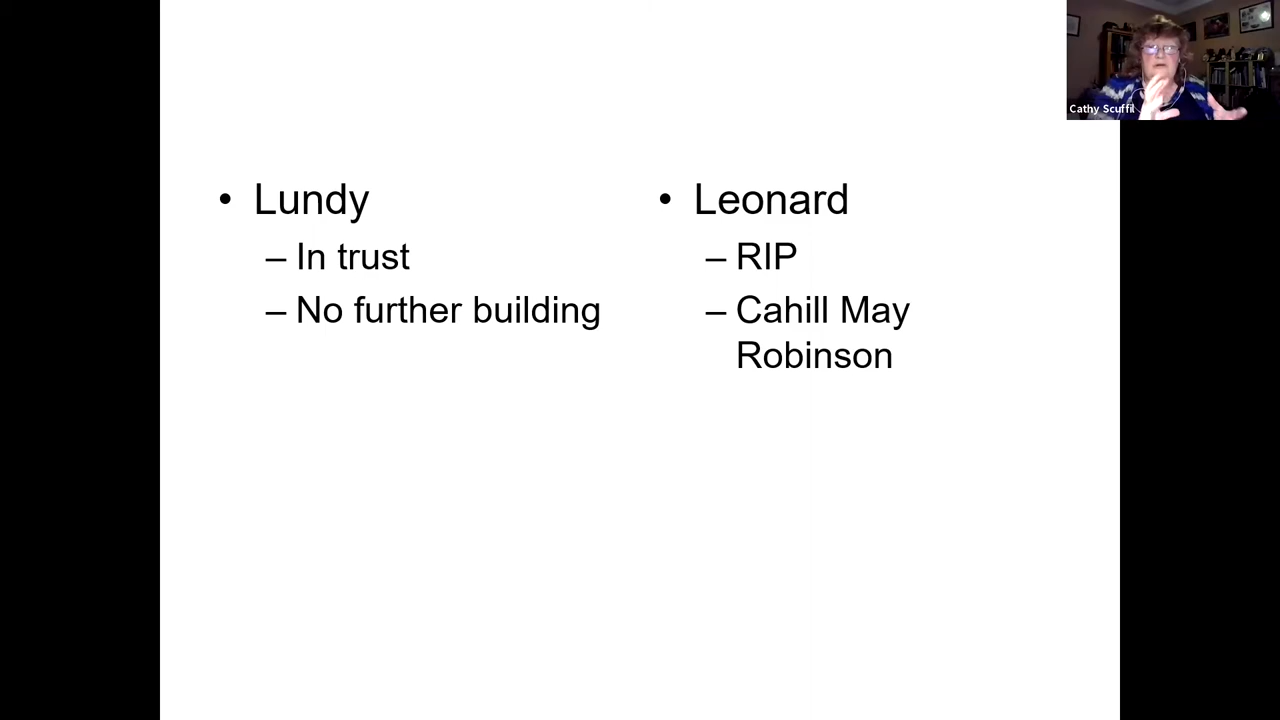 • Lundy
– In trust
– No further building
• Leonard
– RIP
– Cahill May
Robinson
Cathy Scuffil